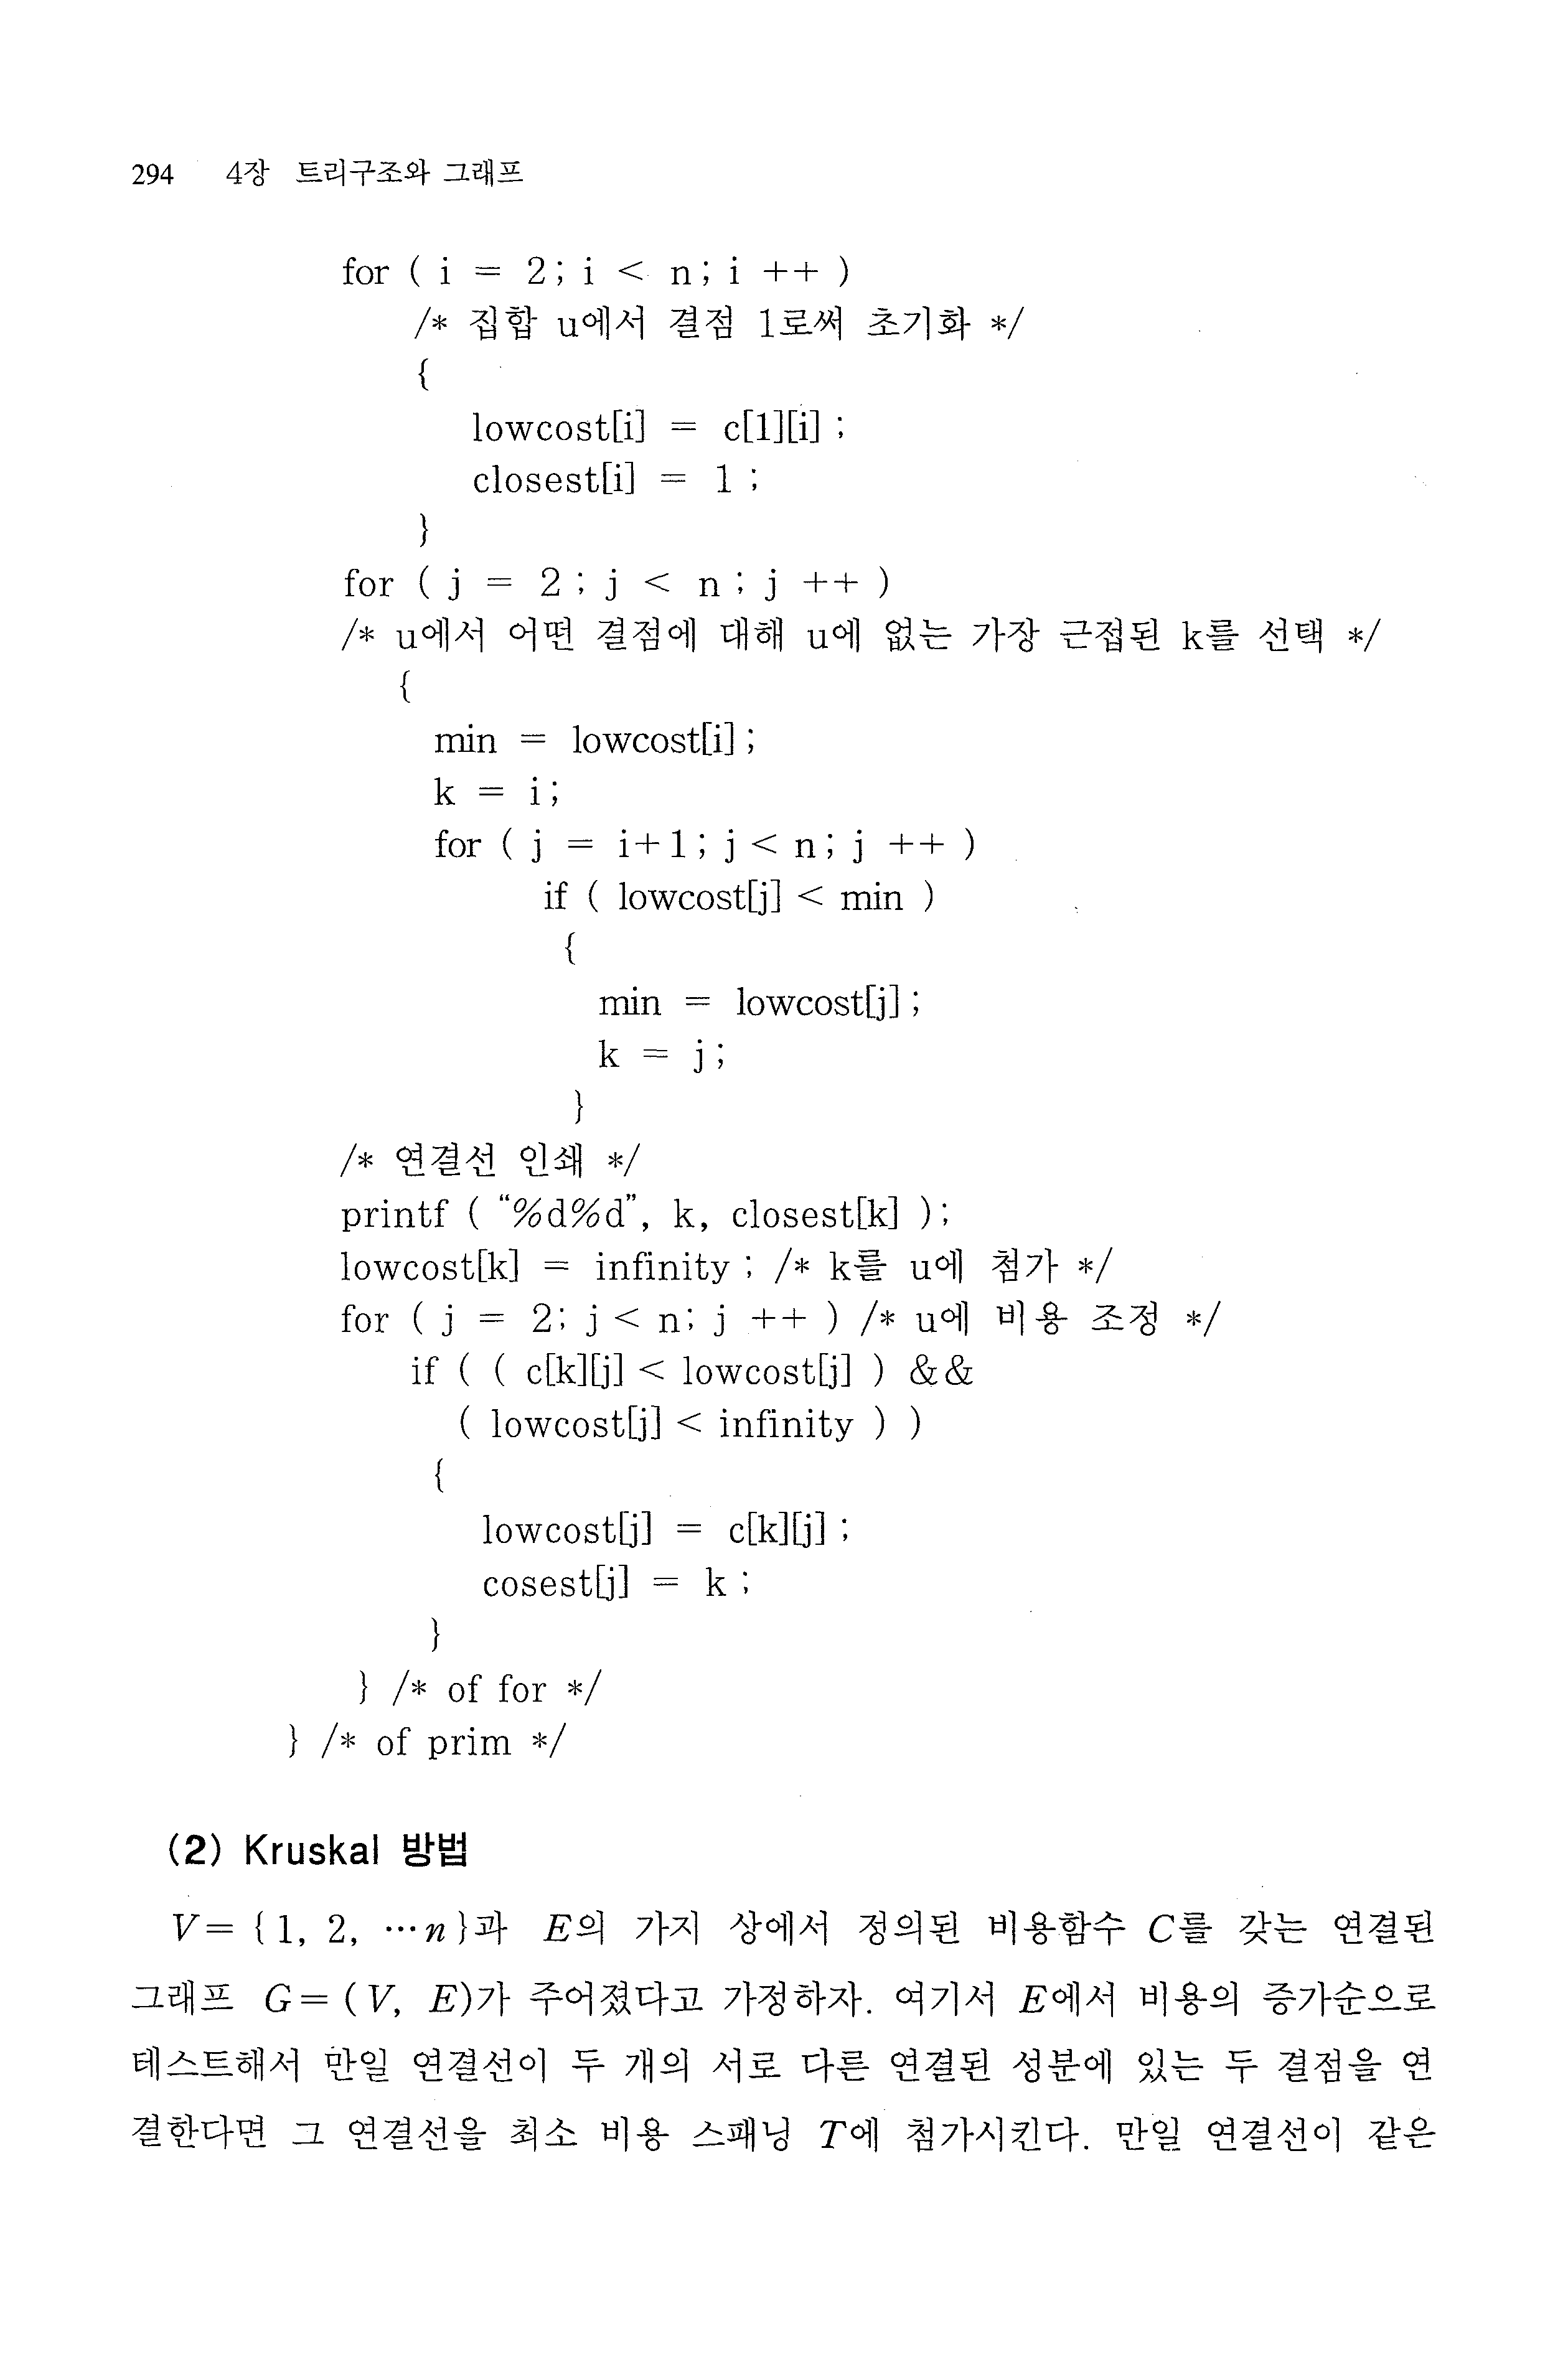 294 4장 트리구조와 그래프
for ( i = 2; i < n; i ++ )
/* 집합 u에서 결점 1로써 초기화 */
{
lowcost[i] = c[1][i] ;
closest[i] = 1 ;
}
for ( j = 2 ; j < n ; j ++ )
/* u에서 어떤 결점에 대해 u에 없는 가장 근접된 k를 선택 */
{
min = lowcost[i] ;
k = i;
for ( j = i+1; j < n; j ++ )
if ( lowcost[j] < min )
{
min = lowcost[j] ;
k = j;
}
/* 연결선 인쇄 */
printf ( “%d%d”, k, closest[k] );
lowcost[k] = infinity ; /* k를 u에 첨가 */
for ( j = 2; j < n; j ++ ) /* u에 비용 조정 */
if ( ( c[k][j] < lowcost[j] ) &&
( lowcost[j] < infinity ) )
{
lowcost[j] = c[k][j] ;
cosest[j] = k ;
}
} /* of for */
} /* of prim */
(2) Kruskal 방법
V= {1, 2, …n}과 E의 가지 상에서 정의된 비용함수 C를 갖는 연결된
그래프 G= (V, E)가 주어졌다고 가정하자. 여기서 E에서 비용의 증가순으로
테스트해서 만일 연결선이 두 개의 서로 다른 연결된 성분에 있는 두 결점을 연
결한다면 그 연결선을 최소 비용 스패닝 T에 첨가시킨다. 만일 연결선이 같은